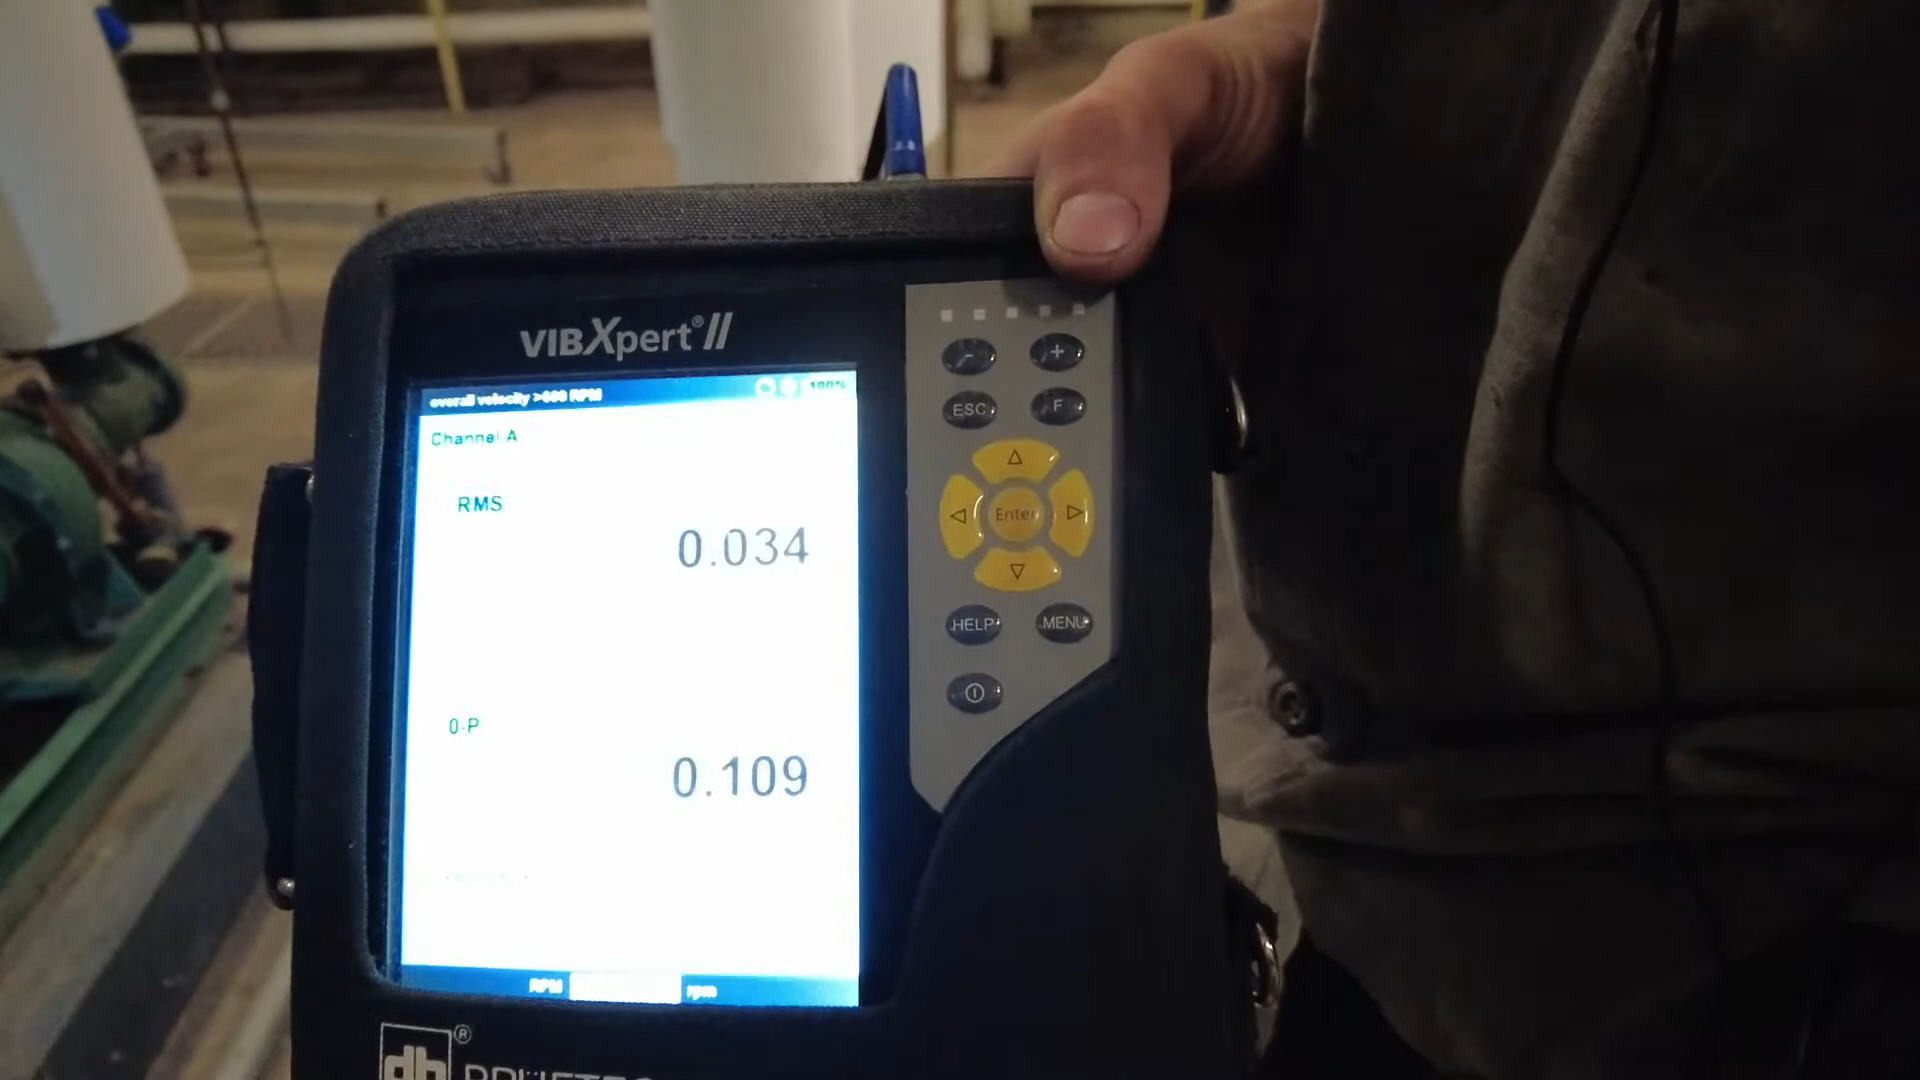 VIBXpert® II
overall velocity >600 RPM
100%
Channel A
RMS
0.034
0-P
0.109
RPM rpm
- +
ESC F
Enter
HELP MENU
db ®